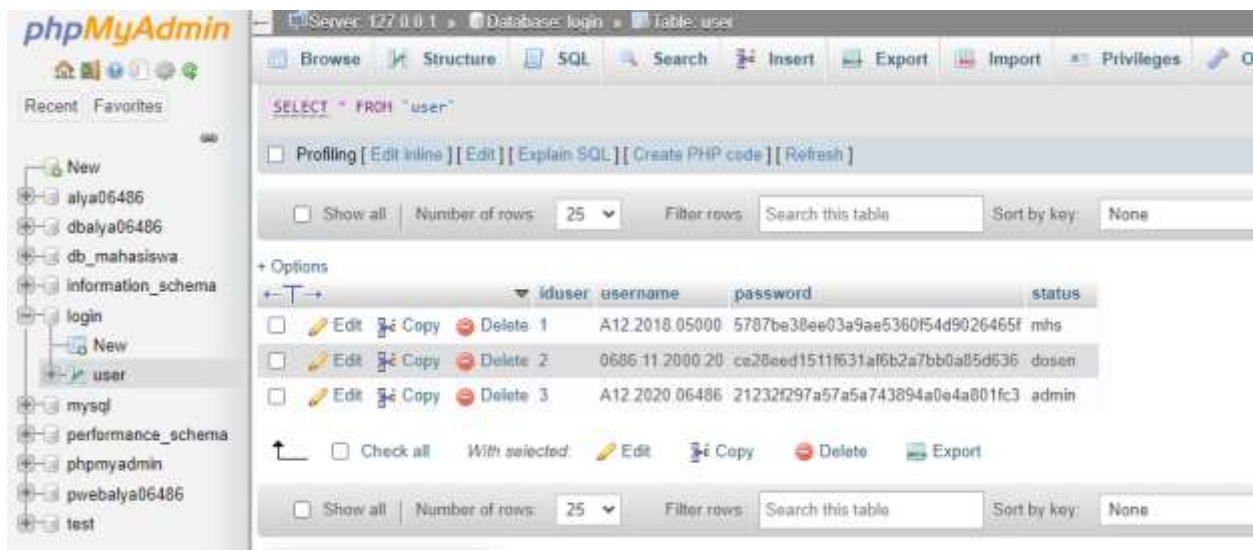 phpMyAdmin
Recent Favorites
New
alya06486
dbalya06486
db_mahasiswa
information_schema
login
New
user
mysql
performance_schema
phpmyadmin
pwebalya06486
test
Server: 127.0.0.1 » Database: login » Table: user
Browse Structure SQL Search Insert Export Import Privileges
SELECT * FROM `user`
Profiling [ Edit inline ] [ Edit ] [ Explain SQL ] [ Create PHP code ] [ Refresh ]
Show all Number of rows: 25 Filter rows: Search this table Sort by key: None
+ Options
iduser username password status
Edit Copy Delete 1 A12.2018.05000 5787be38ee03a9ae5360f54d9026465f mhs
Edit Copy Delete 2 0686.11.2000.20 ce28eed1511f631af6b2a7bb0a85d636 dosen
Edit Copy Delete 3 A12.2020.06486 21232f297a57a5a743894a0e4a801fc3 admin
Check all With selected: Edit Copy Delete Export
Show all Number of rows: 25 Filter rows: Search this table Sort by key: None